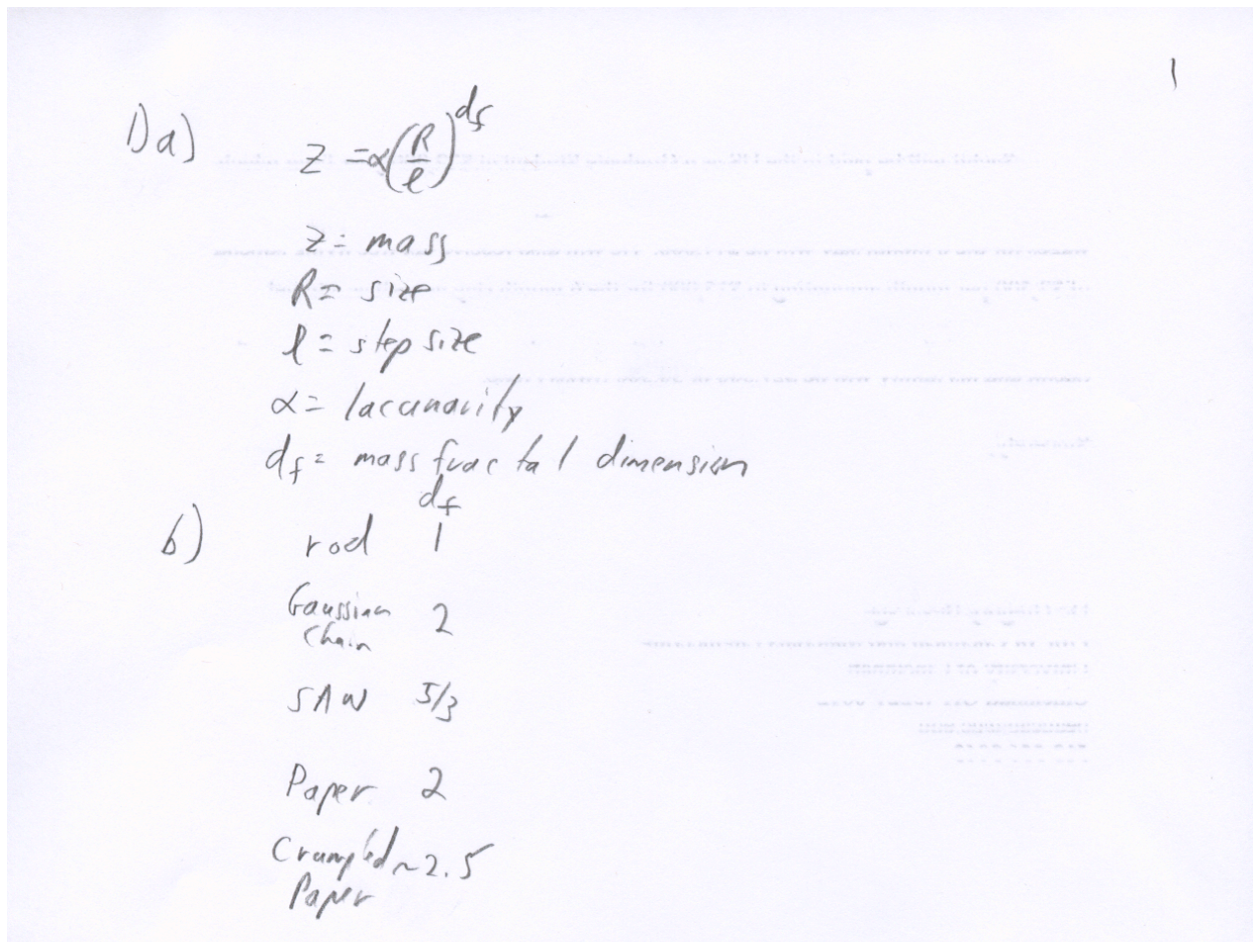 1
1) a) z = α(R/ℓ)^df
z = mass
R = size
ℓ = step size
α = lacunarity
df = mass fractal dimension
df
b) rod 1
Gaussian
Chain 2
SAW 5/3
Paper 2
Crumpled ~2.5
Paper